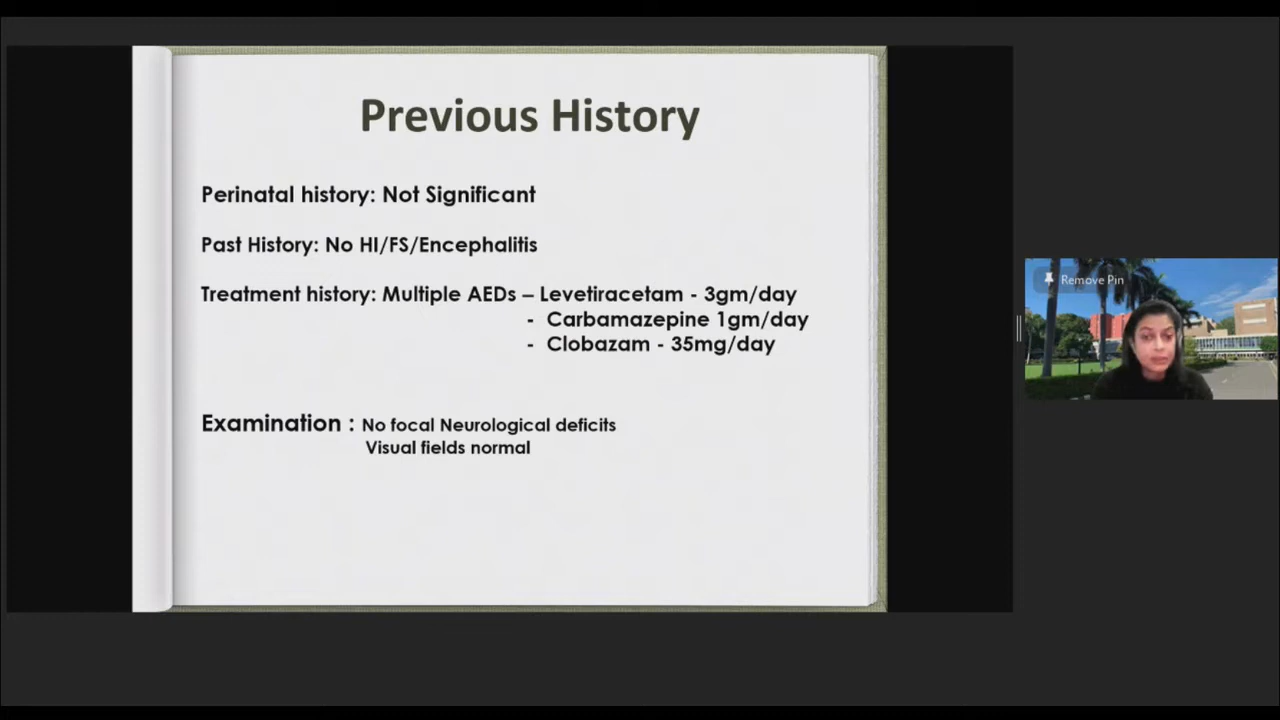 Previous History
Perinatal history: Not Significant
Past History: No HI/FS/Encephalitis
Treatment history: Multiple AEDs – Levetiracetam - 3gm/day
- Carbamazepine 1gm/day
- Clobazam - 35mg/day
Examination : No focal Neurological deficits
Visual fields normal
Remove Pin